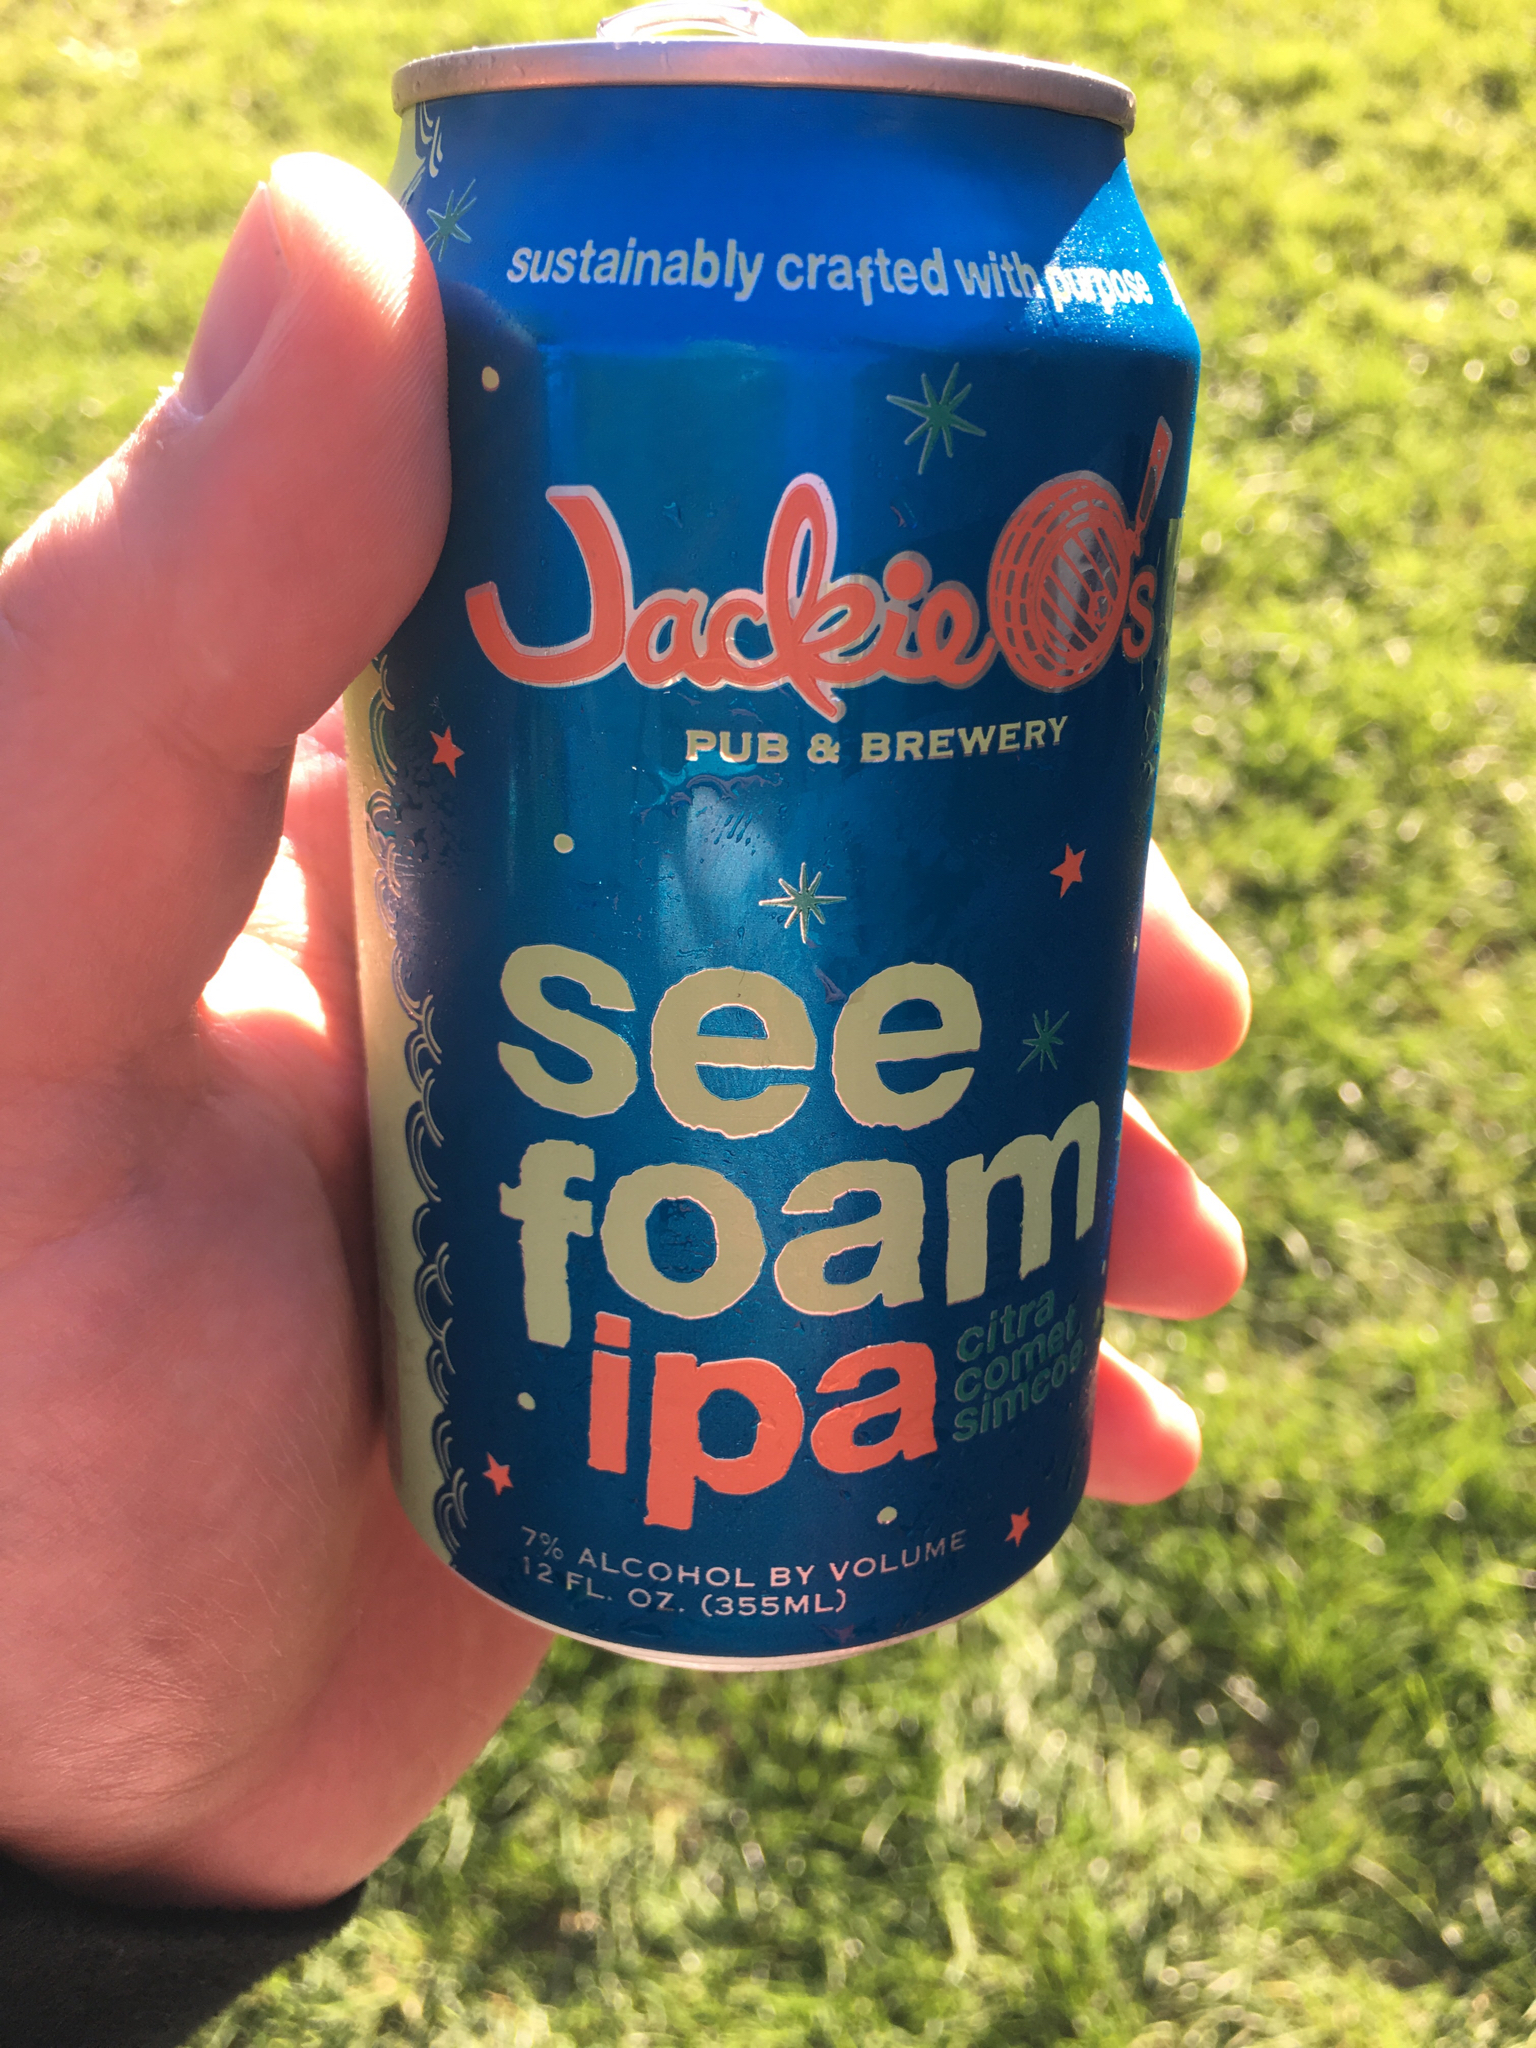 sustainably crafted with purpose
Jackie O's
PUB & BREWERY
see
foam
ipa
citra
comet.
simcoe.
7% ALCOHOL BY VOLUME
12 FL. OZ. (355ML)